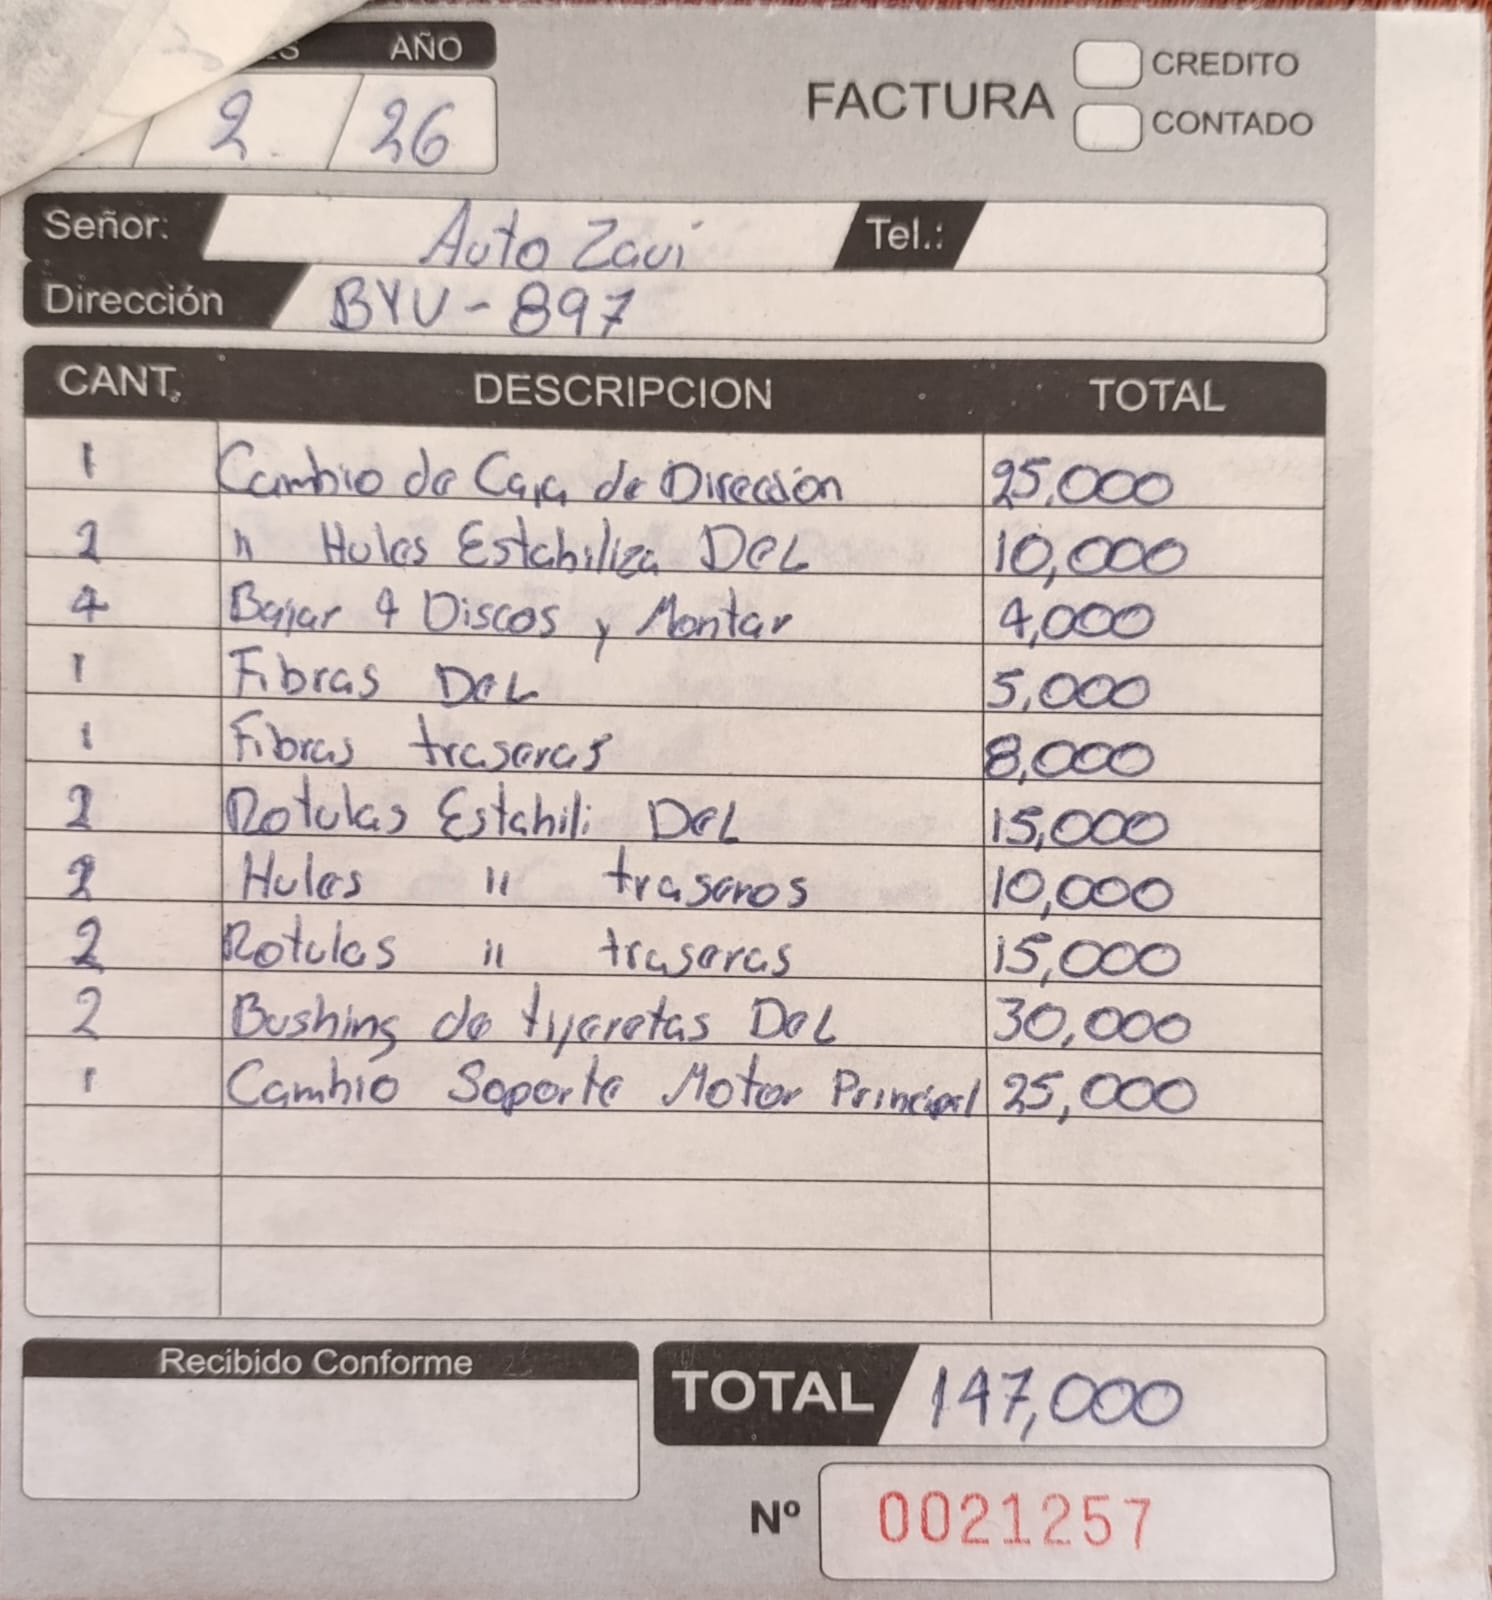 AÑO
2 26
FACTURA
CREDITO
CONTADO
Señor: Auto Zavi Tel.:
Dirección BYU-897
CANT. DESCRIPCION TOTAL
1 Cambio de Caja de Dirección 25,000
2 " Hules Estabiliza Del 10,000
4 Bajar 4 Discos y Montar 4,000
1 Fibras Del 5,000
1 Fibras traseras 8,000
2 Rotulas Estabili Del 15,000
2 Hules " traseros 10,000
2 Rotulas " traseras 15,000
2 Bushing de tijeretas Del 30,000
1 Cambio Soporte Motor Principal 25,000
Recibido Conforme
TOTAL 147,000
Nº 0021257